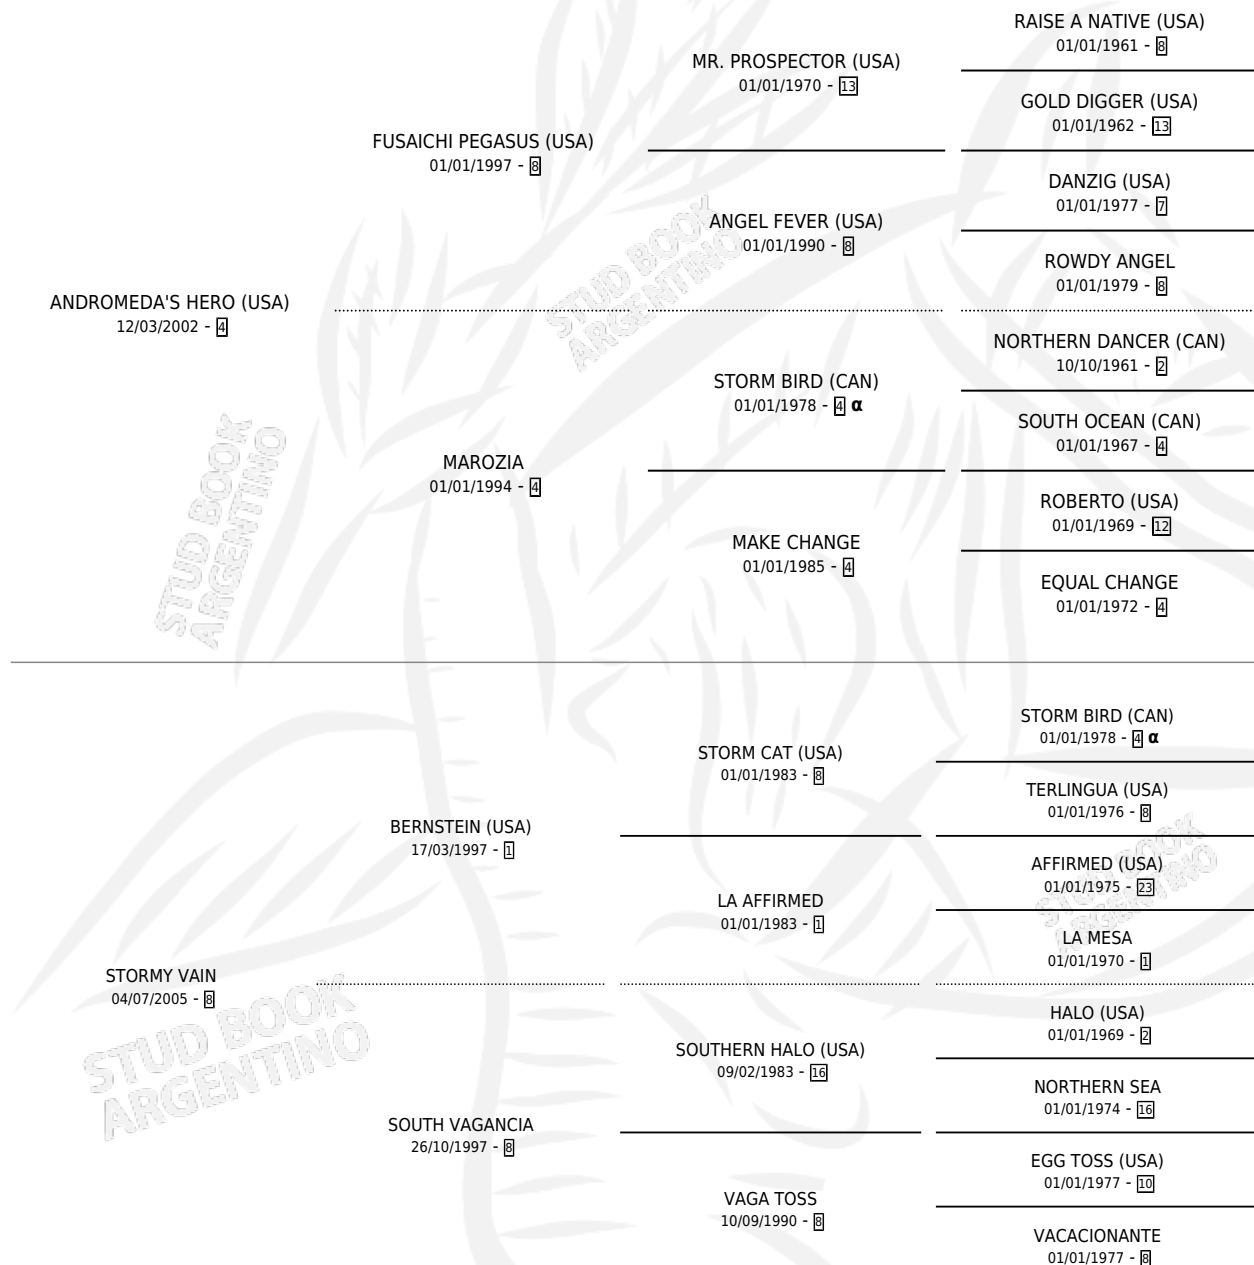 RAISE A NATIVE (USA)
01/01/1961 - 8
MR. PROSPECTOR (USA)
01/01/1970 - 13
GOLD DIGGER (USA)
01/01/1962 - 13
FUSAICHI PEGASUS (USA)
01/01/1997 - 8
DANZIG (USA)
01/01/1977 - 7
ANGEL FEVER (USA)
01/01/1990 - 8
ROWDY ANGEL
01/01/1979 - 8
STUD BOOK
ARGENTINO
ANDROMEDA'S HERO (USA)
12/03/2002 - 4
NORTHERN DANCER (CAN)
10/10/1961 - 2
STORM BIRD (CAN)
01/01/1978 - 4 α
SOUTH OCEAN (CAN)
01/01/1967 - 4
MAROZIA
01/01/1994 - 4
ROBERTO (USA)
01/01/1969 - 12
MAKE CHANGE
01/01/1985 - 4
EQUAL CHANGE
01/01/1972 - 4
STUD BOOK
ARGENTINO
STORM BIRD (CAN)
01/01/1978 - 4 α
STORM CAT (USA)
01/01/1983 - 8
TERLINGUA (USA)
01/01/1976 - 8
BERNSTEIN (USA)
17/03/1997 - 1
AFFIRMED (USA)
01/01/1975 - 23
LA AFFIRMED
01/01/1983 - 1
LA MESA
01/01/1970 - 1
STUD BOOK
ARGENTINO
STORMY VAIN
04/07/2005 - 8
HALO (USA)
01/01/1969 - 2
SOUTHERN HALO (USA)
09/02/1983 - 16
NORTHERN SEA
01/01/1974 - 16
SOUTH VAGANCIA
26/10/1997 - 8
EGG TOSS (USA)
01/01/1977 - 10
VAGA TOSS
10/09/1990 - 8
VACACIONANTE
01/01/1977 - 8
STUD BOOK
ARGENTINO